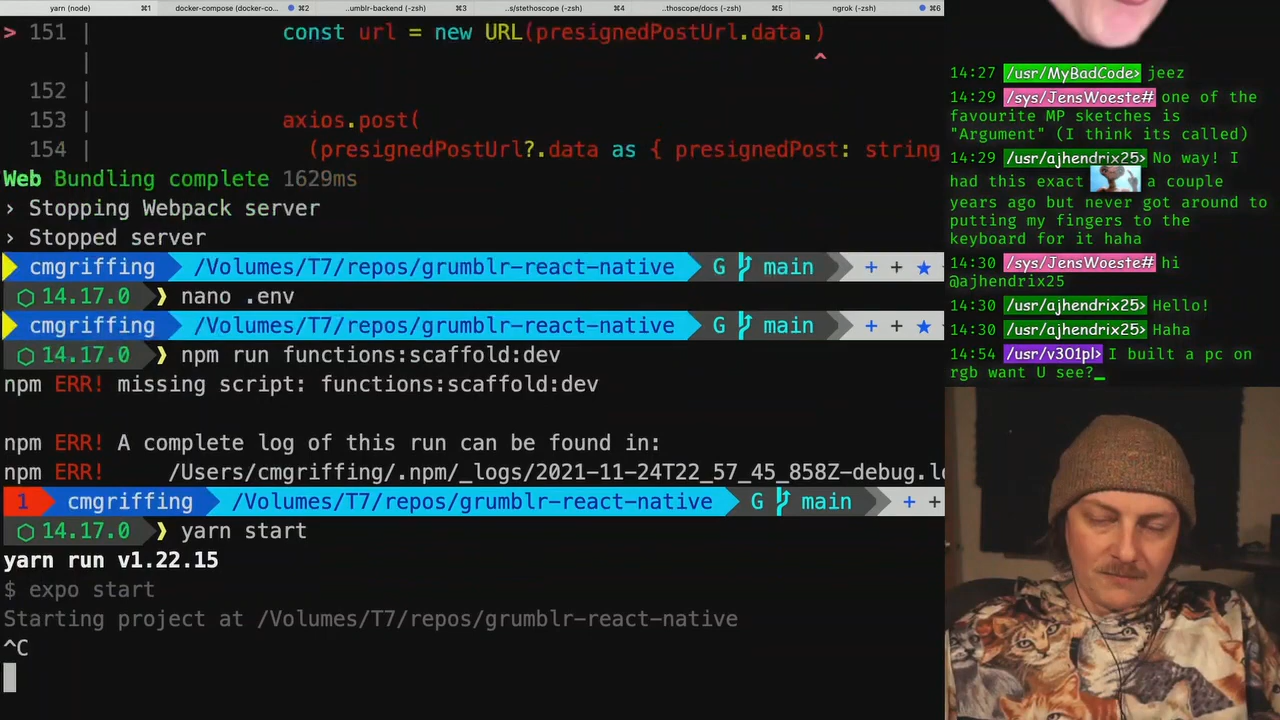 yarn (node) ⌘1 docker-compose (docker-co... ⌘2 ..umblr-backend (-zsh) ⌘3 ..s/stethoscope (-zsh) ⌘4 ..thoscope/docs (-zsh) ⌘5 ngrok (-zsh) ⌘6
> 151 | const url = new URL(presignedPostUrl.data.)
| ^
152 |
153 | axios.post(
154 | (presignedPostUrl?.data as { presignedPost: string
Web Bundling complete 1629ms
› Stopping Webpack server
› Stopped server
cmgriffing /Volumes/T7/repos/grumblr-react-native G main + + ★
14.17.0 ❯ nano .env
cmgriffing /Volumes/T7/repos/grumblr-react-native G main + + ★
14.17.0 ❯ npm run functions:scaffold:dev
npm ERR! missing script: functions:scaffold:dev
npm ERR! A complete log of this run can be found in:
npm ERR! /Users/cmgriffing/.npm/_logs/2021-11-24T22_57_45_858Z-debug.lo
1 cmgriffing /Volumes/T7/repos/grumblr-react-native G main + +
14.17.0 ❯ yarn start
yarn run v1.22.15
$ expo start
Starting project at /Volumes/T7/repos/grumblr-react-native
^C
14:27 /usr/MyBadCode> jeez
14:29 /sys/JensWoeste# one of the
favourite MP sketches is
"Argument" (I think its called)
14:29 /usr/ajhendrix25> No way! I
had this exact a couple
years ago but never got around to
putting my fingers to the
keyboard for it haha
14:30 /sys/JensWoeste# hi
@ajhendrix25
14:30 /usr/ajhendrix25> Hello!
14:30 /usr/ajhendrix25> Haha
14:54 /usr/v301pl> I built a pc on
rgb want U see?_